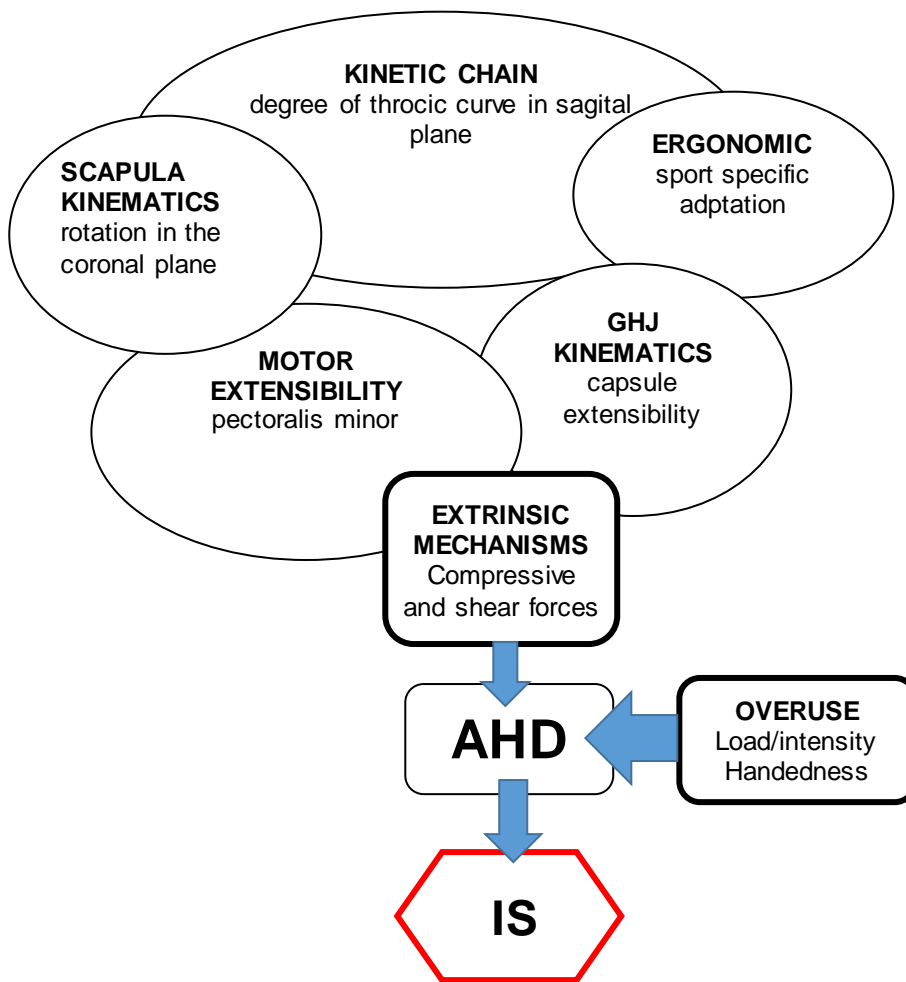 KINETIC CHAIN
degree of throcic curve in sagital
plane
ERGONOMIC
sport specific
adptation
SCAPULA
KINEMATICS
rotation in the
coronal plane
GHJ
KINEMATICS
capsule
extensibility
MOTOR
EXTENSIBILITY
pectoralis minor
EXTRINSIC
MECHANISMS
Compressive
and shear forces
AHD
OVERUSE
Load/intensity
Handedness
IS